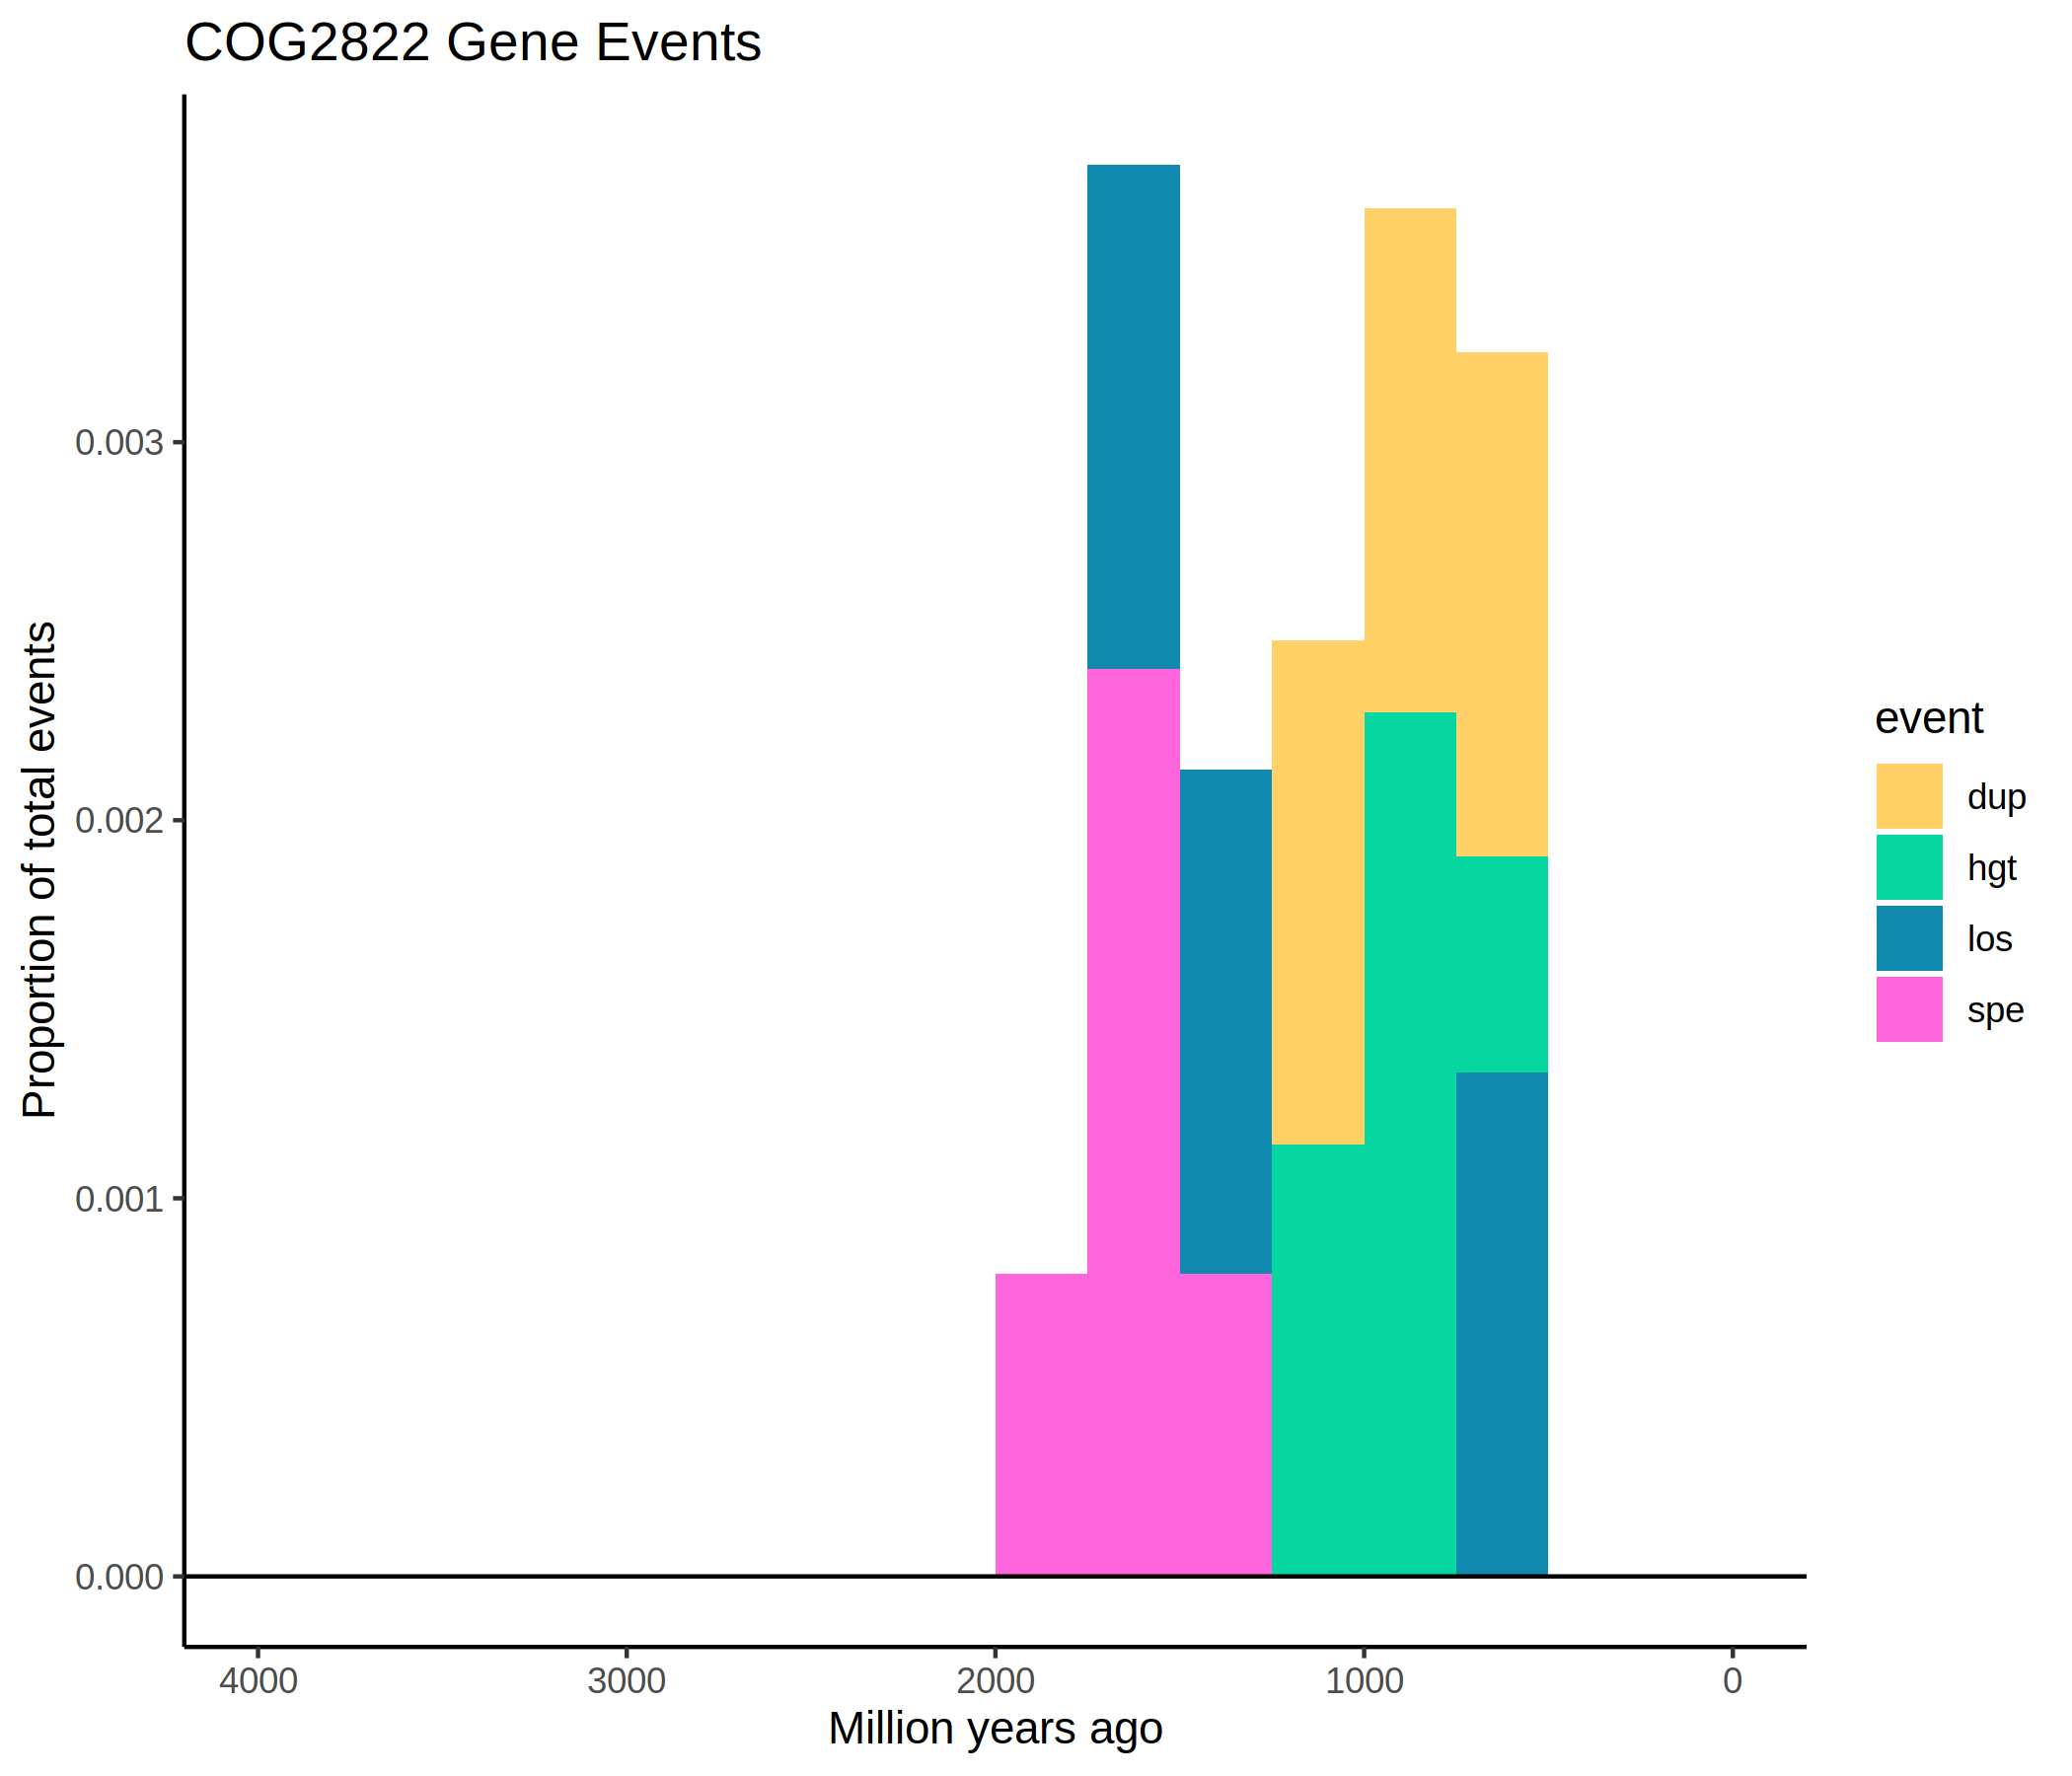 COG2822 Gene Events
Proportion of total events
0.003
0.002
0.001
0.000
4000 3000 2000 1000 0
Million years ago
event
dup
hgt
los
spe